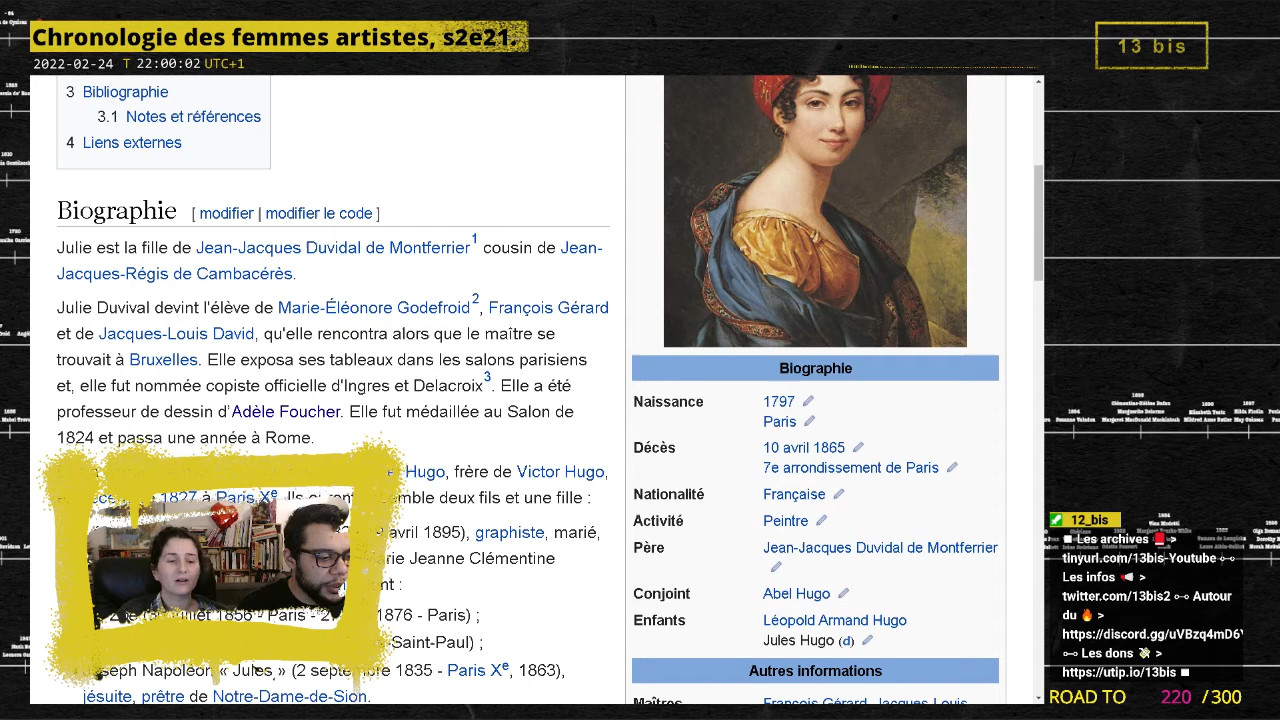 Chronologie des femmes artistes, s2e21.
2022-02-24 T 22:00:02 UTC+1
13 bis
3 Bibliographie
3.1 Notes et références
4 Liens externes
Biographie [ modifier | modifier le code ]
Julie est la fille de Jean-Jacques Duvidal de Montferrier1 cousin de Jean-
Jacques-Régis de Cambacérès.
Julie Duvival devint l'élève de Marie-Éléonore Godefroid2, François Gérard
et de Jacques-Louis David, qu'elle rencontra alors que le maître se
trouvait à Bruxelles. Elle exposa ses tableaux dans les salons parisiens
et, elle fut nommée copiste officielle d'Ingres et Delacroix3. Elle a été
professeur de dessin d'Adèle Foucher. Elle fut médaillée au Salon de
1824 et passa une année à Rome.
Hugo, frère de Victor Hugo,
1827 à Paris Xe. Ils eurent ensemble deux fils et une fille :
avril 1895), graphiste, marié,
Jeanne Clémentine
:
1876 - Paris) ;
Saint-Paul) ;
Joseph Napoléon « Jules » (2 septembre 1835 - Paris Xe, 1863),
jésuite, prêtre de Notre-Dame-de-Sion.
Biographie
Naissance 1797
Paris
Décès 10 avril 1865
7e arrondissement de Paris
Nationalité Française
Activité Peintre
Père Jean-Jacques Duvidal de Montferrier
Conjoint Abel Hugo
Enfants Léopold Armand Hugo
Jules Hugo (d)
Autres informations
Maîtres François Gérard, Jacques-Louis
12_bis
Les archives >
tinyurl.com/13bis-Youtube
Les infos >
twitter.com/13bis2 Autour
du >
https://discord.gg/uVBzq4mD6Y
Les dons >
https://utip.io/13bis
ROAD TO 220 /300